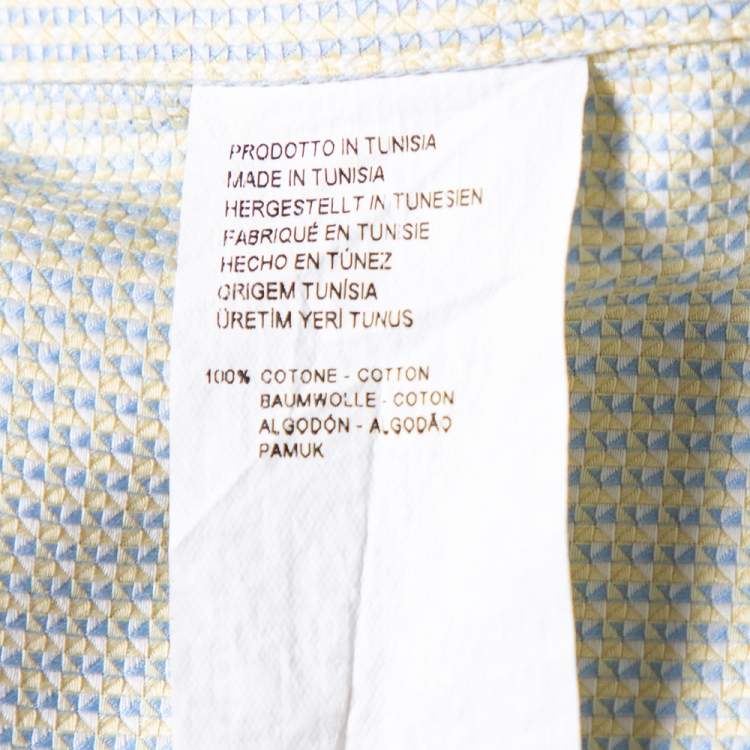 PRODOTTO IN TUNISIA
MADE IN TUNISIA
HERGESTELLT IN TUNESIEN
FABRIQUÉ EN TUNISIE
HECHO EN TÚNEZ
ORIGEM TUNÍSIA
ÜRETİM YERİ TUNUS
100% COTONE - COTTON
BAUMWOLLE - COTON
ALGODÓN - ALGODÃO
PAMUK